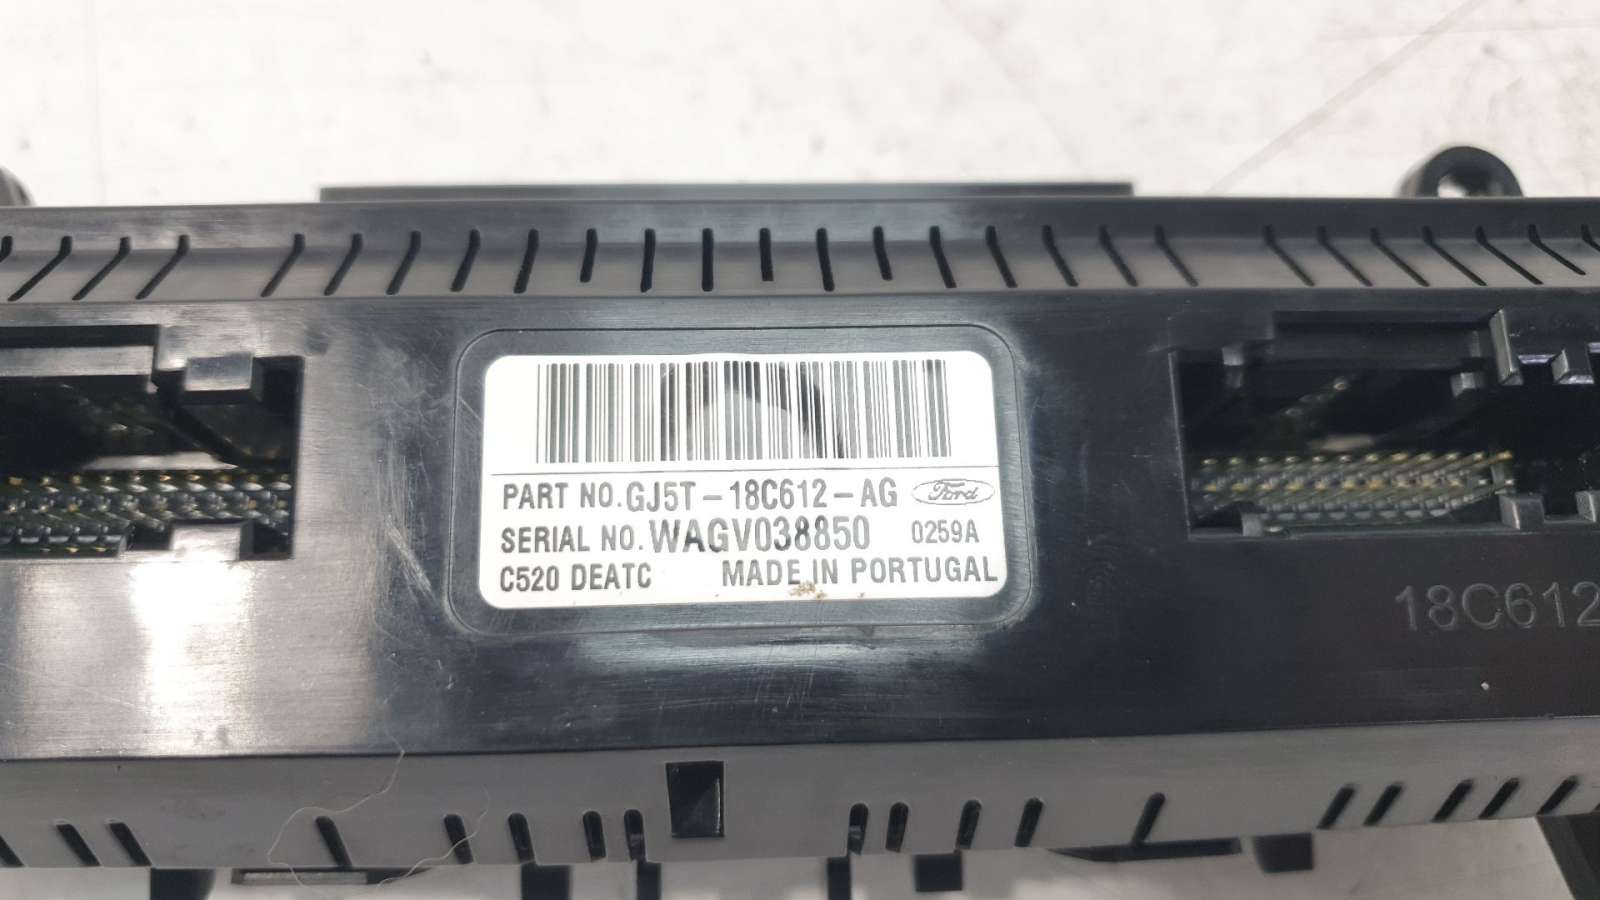 PART NO. GJ5T-18C612-AG Ford
SERIAL NO. WAGV038850 0259A
C520 DEATC MADE IN PORTUGAL
18C612